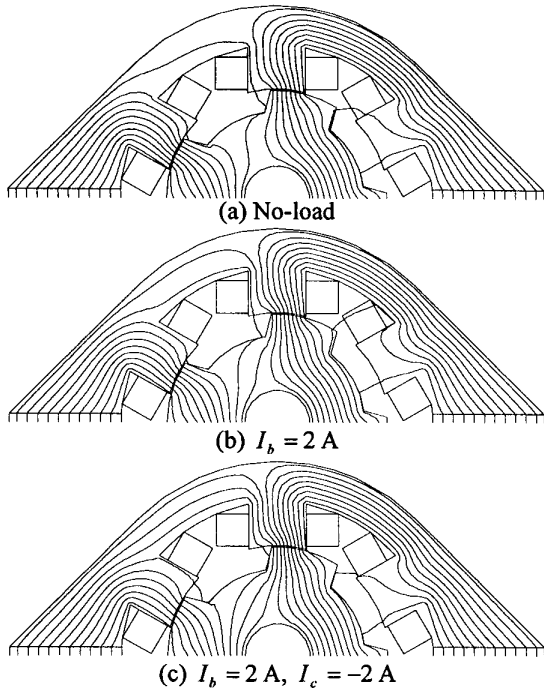 (a) No-load
(b) I_b = 2 A
(c) I_b = 2 A, I_c = −2 A